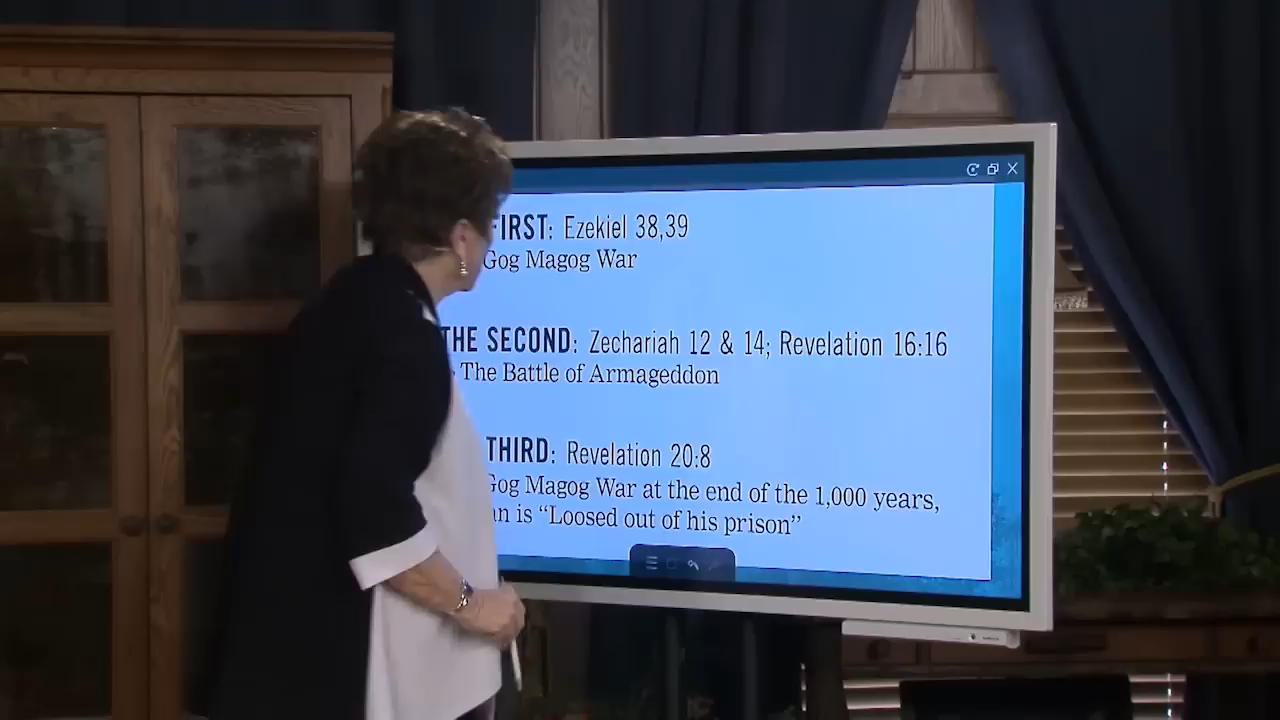 FIRST: Ezekiel 38,39
Gog Magog War
THE SECOND: Zechariah 12 & 14; Revelation 16:16
The Battle of Armageddon
THIRD: Revelation 20:8
Gog Magog War at the end of the 1,000 years,
is “Loosed out of his prison”